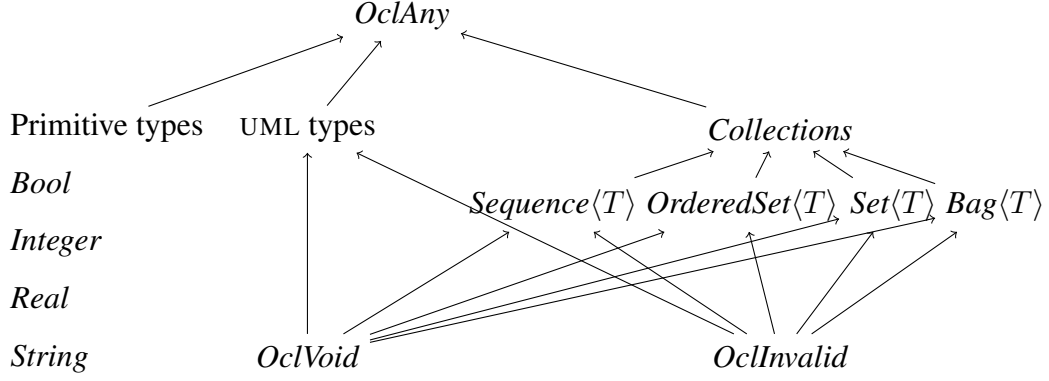 OclAny
Primitive types UML types Collections
Bool
Sequence⟨T⟩ OrderedSet⟨T⟩ Set⟨T⟩ Bag⟨T⟩
Integer
Real
String OclVoid OclInvalid